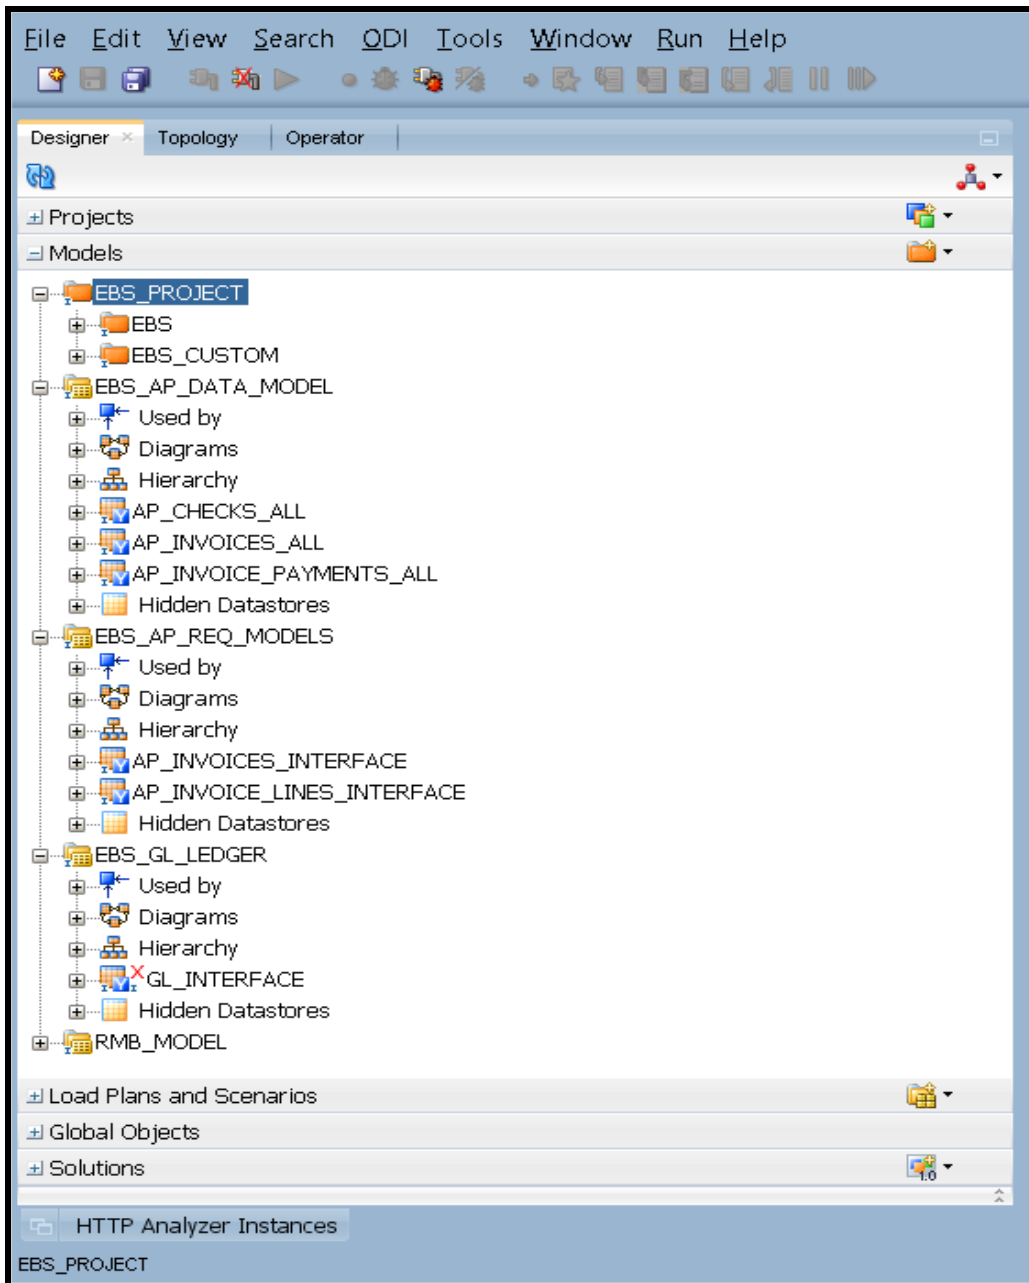 File Edit View Search ODI Tools Window Run Help
Designer Topology Operator
Projects
Models
EBS_PROJECT
EBS
EBS_CUSTOM
EBS_AP_DATA_MODEL
Used by
Diagrams
Hierarchy
AP_CHECKS_ALL
AP_INVOICES_ALL
AP_INVOICE_PAYMENTS_ALL
Hidden Datastores
EBS_AP_REQ_MODELS
Used by
Diagrams
Hierarchy
AP_INVOICES_INTERFACE
AP_INVOICE_LINES_INTERFACE
Hidden Datastores
EBS_GL_LEDGER
Used by
Diagrams
Hierarchy
GL_INTERFACE
Hidden Datastores
RMB_MODEL
Load Plans and Scenarios
Global Objects
Solutions
1.0
HTTP Analyzer Instances
EBS_PROJECT